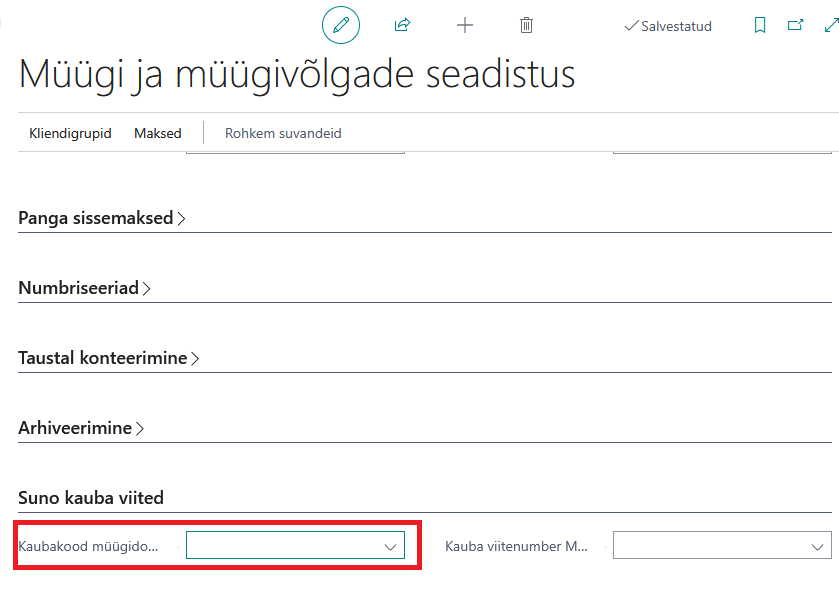 Salvestatud
Müügi ja müügivõlgade seadistus
Kliendigrupid Maksed Rohkem suvandeid
Panga sissemaksed
Numbriseeriad
Taustal konteerimine
Arhiveerimine
Suno kauba viited
Kaubakood müügido... Kauba viitenumber M...